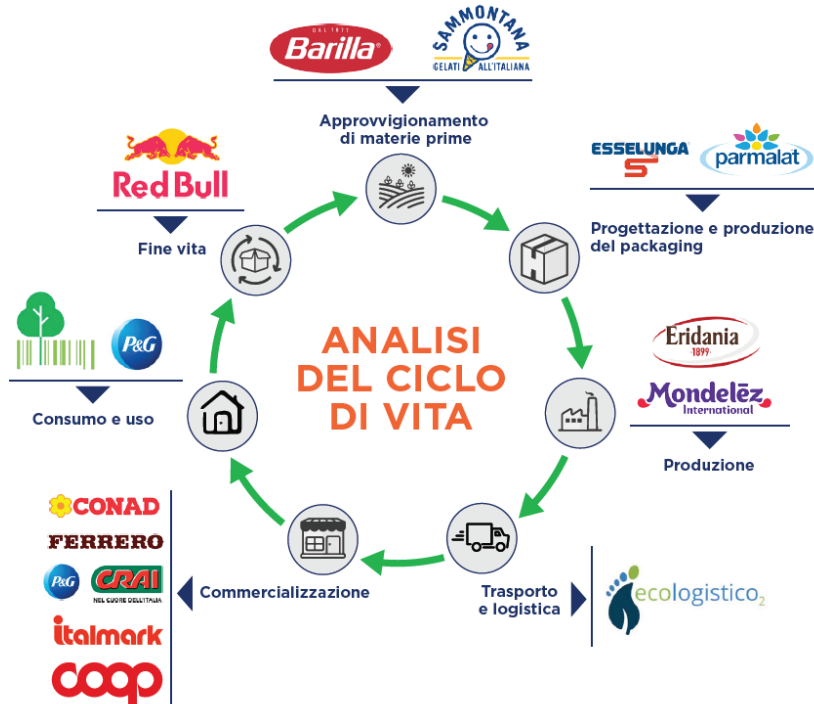 DAL 1877
Barilla
SAMMONTANA
GELATI ALL'ITALIANA
Approvvigionamento
di materie prime
ESSELUNGA
S
parmalat
Progettazione e produzione
del packaging
Red Bull
Fine vita
P&G
Consumo e uso
ANALISI
DEL CICLO
DI VITA
Eridania
·1899·
Mondelēz
International
Produzione
CONAD
FERRERO
P&G
CRAI
NEL CUORE DELL'ITALIA
italmark
coop
Commercializzazione
Trasporto
e logistica
ecologistico2